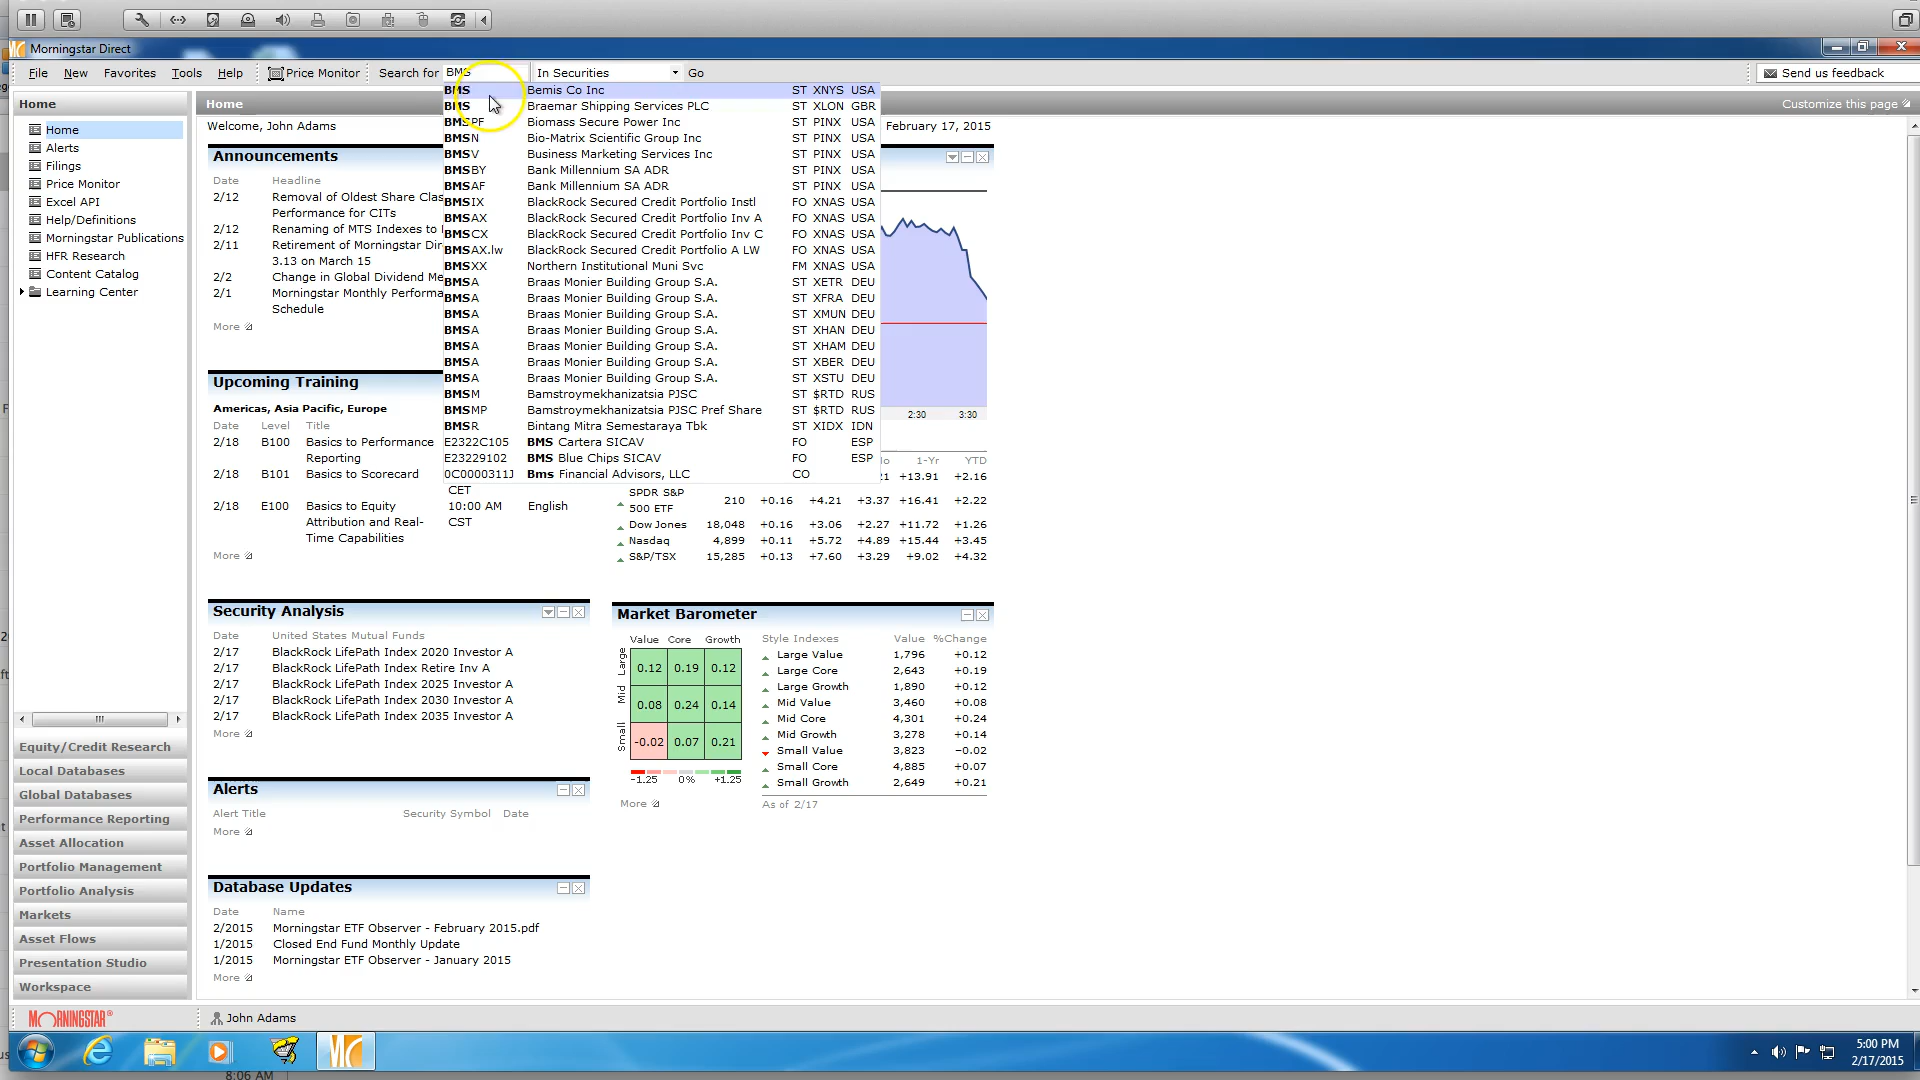 Morningstar Direct
File New Favorites Tools Help Price Monitor Search for BMS In Securities Go Send us feedback
Home
Home
Alerts
Filings
Price Monitor
Excel API
Help/Definitions
Morningstar Publications
HFR Research
Content Catalog
Learning Center
Equity/Credit Research
Local Databases
Global Databases
Performance Reporting
Asset Allocation
Portfolio Management
Portfolio Analysis
Markets
Asset Flows
Presentation Studio
Workspace
Home Customize this page
Welcome, John Adams February 17, 2015
BMS Bemis Co Inc ST XNYS USA
BMS Braemar Shipping Services PLC ST XLON GBR
BMSPF Biomass Secure Power Inc ST PINX USA
BMSN Bio-Matrix Scientific Group Inc ST PINX USA
BMSV Business Marketing Services Inc ST PINX USA
BMSBY Bank Millennium SA ADR ST PINX USA
BMSAF Bank Millennium SA ADR ST PINX USA
BMSIX BlackRock Secured Credit Portfolio Instl FO XNAS USA
BMSAX BlackRock Secured Credit Portfolio Inv A FO XNAS USA
BMSCX BlackRock Secured Credit Portfolio Inv C FO XNAS USA
BMSAX.lw BlackRock Secured Credit Portfolio A LW FO XNAS USA
BMSXX Northern Institutional Muni Svc FM XNAS USA
BMSA Braas Monier Building Group S.A. ST XETR DEU
BMSA Braas Monier Building Group S.A. ST XFRA DEU
BMSA Braas Monier Building Group S.A. ST XMUN DEU
BMSA Braas Monier Building Group S.A. ST XHAN DEU
BMSA Braas Monier Building Group S.A. ST XHAM DEU
BMSA Braas Monier Building Group S.A. ST XBER DEU
BMSA Braas Monier Building Group S.A. ST XSTU DEU
BMSM Bamstroymekhanizatsia PJSC ST $RTD RUS
BMSMP Bamstroymekhanizatsia PJSC Pref Share ST $RTD RUS
BMSR Bintang Mitra Semestaraya Tbk ST XIDX IDN
E2322C105 BMS Cartera SICAV FO ESP
E23229102 BMS Blue Chips SICAV FO ESP
0C0000311J Bms Financial Advisors, LLC CO
Announcements
Date Headline
2/12 Removal of Oldest Share Clas
Performance for CITs
2/12 Renaming of MTS Indexes to
2/11 Retirement of Morningstar Dir
3.13 on March 15
2/2 Change in Global Dividend Me
2/1 Morningstar Monthly Performa
Schedule
More
Upcoming Training
Americas, Asia Pacific, Europe
Date Level Title
2/18 B100 Basics to Performance
Reporting
2/18 B101 Basics to Scorecard
CET
2/18 E100 Basics to Equity 10:00 AM English
Attribution and Real- CST
Time Capabilities
More
2:30 3:30
1-Yr YTD
+13.91 +2.16
SPDR S&P
500 ETF 210 +0.16 +4.21 +3.37 +16.41 +2.22
Dow Jones 18,048 +0.16 +3.06 +2.27 +11.72 +1.26
Nasdaq 4,899 +0.11 +5.72 +4.89 +15.44 +3.45
S&P/TSX 15,285 +0.13 +7.60 +3.29 +9.02 +4.32
Security Analysis
Date United States Mutual Funds
2/17 BlackRock LifePath Index 2020 Investor A
2/17 BlackRock LifePath Index Retire Inv A
2/17 BlackRock LifePath Index 2025 Investor A
2/17 BlackRock LifePath Index 2030 Investor A
2/17 BlackRock LifePath Index 2035 Investor A
More
Market Barometer
Value Core Growth
Large 0.12 0.19 0.12
Mid 0.08 0.24 0.14
Small -0.02 0.07 0.21
-1.25 0% +1.25
More
Style Indexes Value %Change
Large Value 1,796 +0.12
Large Core 2,643 +0.19
Large Growth 1,890 +0.12
Mid Value 3,460 +0.08
Mid Core 4,301 +0.24
Mid Growth 3,278 +0.14
Small Value 3,823 −0.02
Small Core 4,885 +0.07
Small Growth 2,649 +0.21
As of 2/17
Alerts
Alert Title Security Symbol Date
More
Database Updates
Date Name
2/2015 Morningstar ETF Observer - February 2015.pdf
1/2015 Closed End Fund Monthly Update
1/2015 Morningstar ETF Observer - January 2015
More
MORNINGSTAR® John Adams
5:00 PM
2/17/2015
8:06 AM